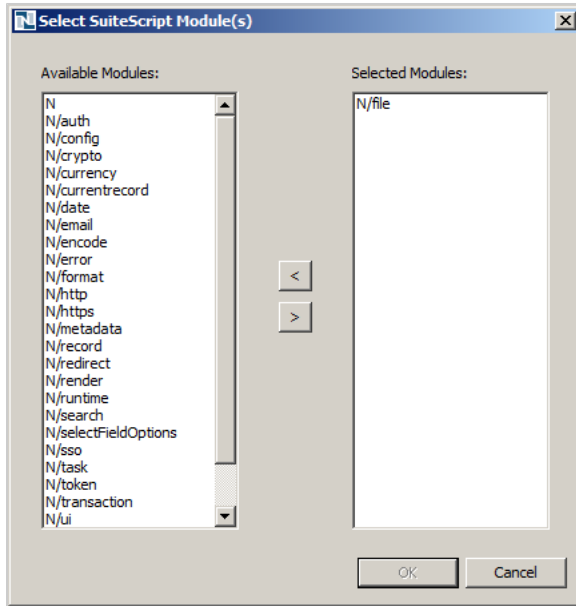 Select SuiteScript Module(s)
Available Modules:
N
N/auth
N/config
N/crypto
N/currency
N/currentrecord
N/date
N/email
N/encode
N/error
N/format
N/http
N/https
N/metadata
N/record
N/redirect
N/render
N/runtime
N/search
N/selectFieldOptions
N/sso
N/task
N/token
N/transaction
N/ui
<
>
Selected Modules:
N/file
OK
Cancel